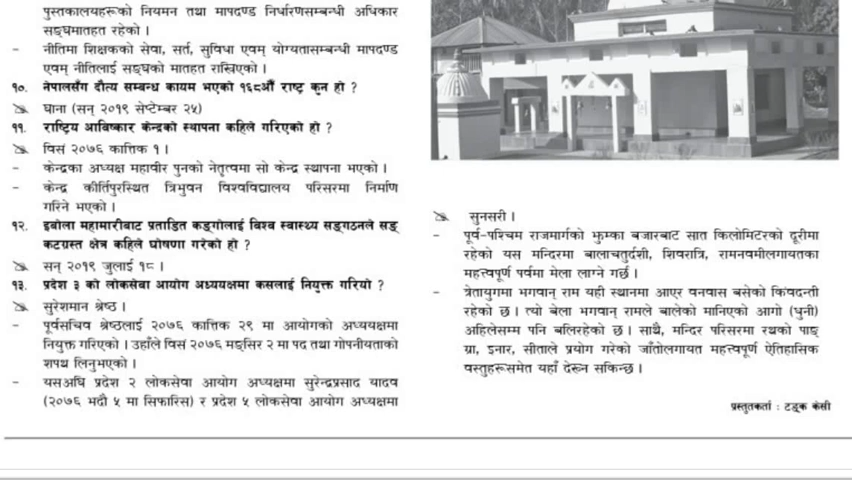 पुस्तकालयहरूको नियमन तथा मापदण्ड निर्धारणसम्बन्धी अधिकार
सङ्घमातहत रहेको ।
- नीतिमा शिक्षकको सेवा, सर्त, सुविधा एवम् योग्यतासम्बन्धी मापदण्ड
एवम् नीतिलाई सङ्घको मातहत राखिएको ।
१०. नेपालसँग दौत्य सम्बन्ध कायम भएको १६८औँ राष्ट्र कुन हो ?
घाना (सन् २०१९ सेप्टेम्बर २५)
११. राष्ट्रिय आविष्कार केन्द्रको स्थापना कहिले गरिएको हो ?
विसं २०७६ कात्तिक १ ।
- केन्द्रका अध्यक्ष महावीर पुनको नेतृत्वमा सो केन्द्र स्थापना भएको ।
- केन्द्र कीर्तिपुरस्थित त्रिभुवन विश्वविद्यालय परिसरमा निर्माण
गरिने भएको ।
१२. इबोला महामारीबाट प्रताडित कङ्गोलाई विश्व स्वास्थ्य सङ्गठनले सङ्
कटग्रस्त क्षेत्र कहिले घोषणा गरेको हो ?
सन् २०१९ जुलाई १८ ।
१३. प्रदेश ३ को लोकसेवा आयोग अध्ययक्षमा कसलाई नियुक्त गरियो ?
सुरेशमान श्रेष्ठ ।
- पूर्वसचिव श्रेष्ठलाई २०७६ कात्तिक २९ मा आयोगको अध्ययक्षमा
नियुक्त गरिएको । उहाँले विसं २०७६ मङ्सिर २ मा पद तथा गोपनीयताको
शपथ लिनुभएको ।
- यसअघि प्रदेश २ लोकसेवा आयोग अध्यक्षमा सुरेन्द्रप्रसाद यादव
(२०७६ भदौ ५ मा सिफारिस) र प्रदेश ५ लोकसेवा आयोग अध्यक्षमा
सुनसरी ।
- पूर्व-पश्चिम राजमार्गको झुम्का बजारबाट सात किलोमिटरको दूरीमा
रहेको यस मन्दिरमा बालाचतुर्दशी, शिवरात्रि, रामनवमीलगायतका
महत्त्वपूर्ण पर्वमा मेला लाग्ने गर्छ ।
- त्रेतायुगमा भगवान् राम यही स्थानमा आएर वनवास बसेको किंवदन्ती
रहेको छ । त्यो बेला भगवान् रामले बालेको मानिएको आगो (धुनी)
अहिलेसम्म पनि बलिरहेको छ । साथै, मन्दिर परिसरमा रथको पाङ्
ग्रा, इनार, सीताले प्रयोग गरेको जाँतोलगायत महत्त्वपूर्ण ऐतिहासिक
वस्तुहरूसमेत यहाँ देख्न सकिन्छ ।
प्रस्तुतकर्ता : टङ्क केसी